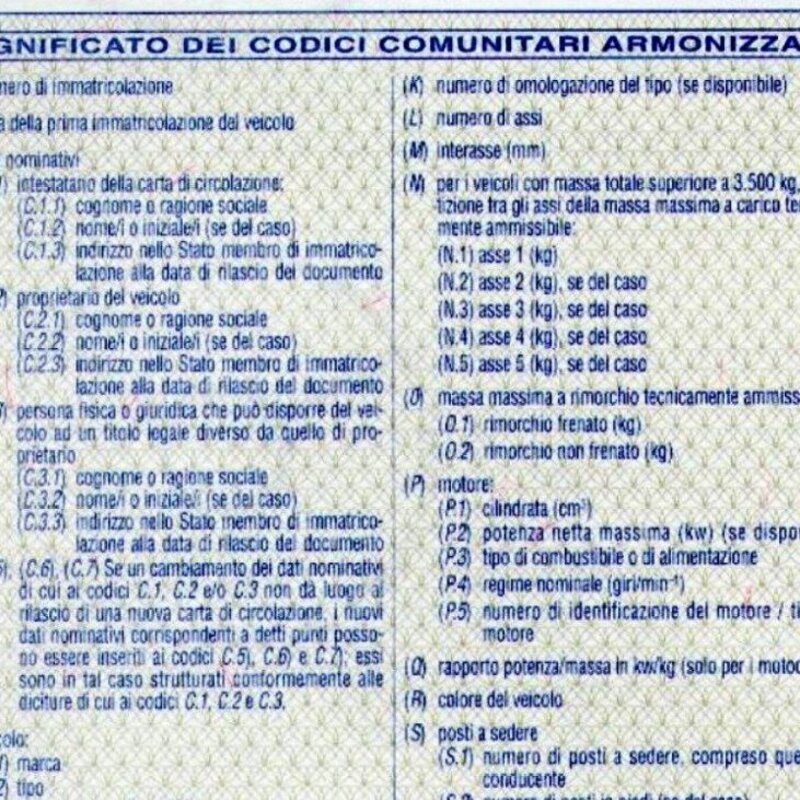 GNIFICATO DEI CODICI COMUNITARI ARMONIZZA
nero di immatricolazione
a della prima immatricolazione del veicolo
nominativi
intestatario della carta di circolazione:
(C.1.1) cognome o ragione sociale
(C.1.2) nome/i o iniziale/i (se del caso)
(C.1.3) indirizzo nello Stato membro di immatrico-
lazione alla data di rilascio del documento
proprietario del veicolo
(C.2.1) cognome o ragione sociale
(C.2.2) nome/i o iniziale/i (se del caso)
(C.2.3) indirizzo nello Stato membro di immatrico-
lazione alla data di rilascio del documento
persona fisica o giuridica che può disporre del vei-
colo ad un titolo legale diverso da quello di pro-
prietario
(C.3.1) cognome o ragione sociale
(C.3.2) nome/i o iniziale/i (se del caso)
(C.3.3) indirizzo nello Stato membro di immatrico-
lazione alla data di rilascio del documento
(C.6), (C.7) Se un cambiamento dei dati nominativi
di cui ai codici C.1, C.2 e/o C.3 non dà luogo al
rilascio di una nuova carta di circolazione, i nuovi
dati nominativi corrispondenti a detti punti posso-
no essere inseriti ai codici C.5), C.6) e C.7); essi
sono in tal caso strutturati conformemente alle
diciture di cui ai codici C.1, C.2 e C.3.
colo:
marca
tipo
(K) numero di omologazione del tipo (se disponibile)
(L) numero di assi
(M) interasse (mm)
(N) per i veicoli con massa totale superiore a 3.500 kg,
tizione fra gli assi della massa massima a carico te
mente ammissibile:
(N.1) asse 1 (kg)
(N.2) asse 2 (kg), se del caso
(N.3) asse 3 (kg), se del caso
(N.4) asse 4 (kg), se del caso
(N.5) asse 5 (kg), se del caso
(O) massa massima a rimorchio tecnicamente ammiss
(O.1) rimorchio frenato (kg)
(O.2) rimorchio non frenato (kg)
(P) motore:
(P.1) cilindrata (cm³)
(P.2) potenza netta massima (kw) (se dispo
(P.3) tipo di combustibile o di alimentazione
(P.4) regime nominale (giri/min⁻¹)
(P.5) numero di identificazione del motore / ti
motore
(Q) rapporto potenza/massa in kw/kg (solo per i motoc
(R) colore del veicolo
(S) posti a sedere
(S.1) numero di posti a sedere, compreso que
conducente
(S.2) numero di posti in piedi (se del caso)